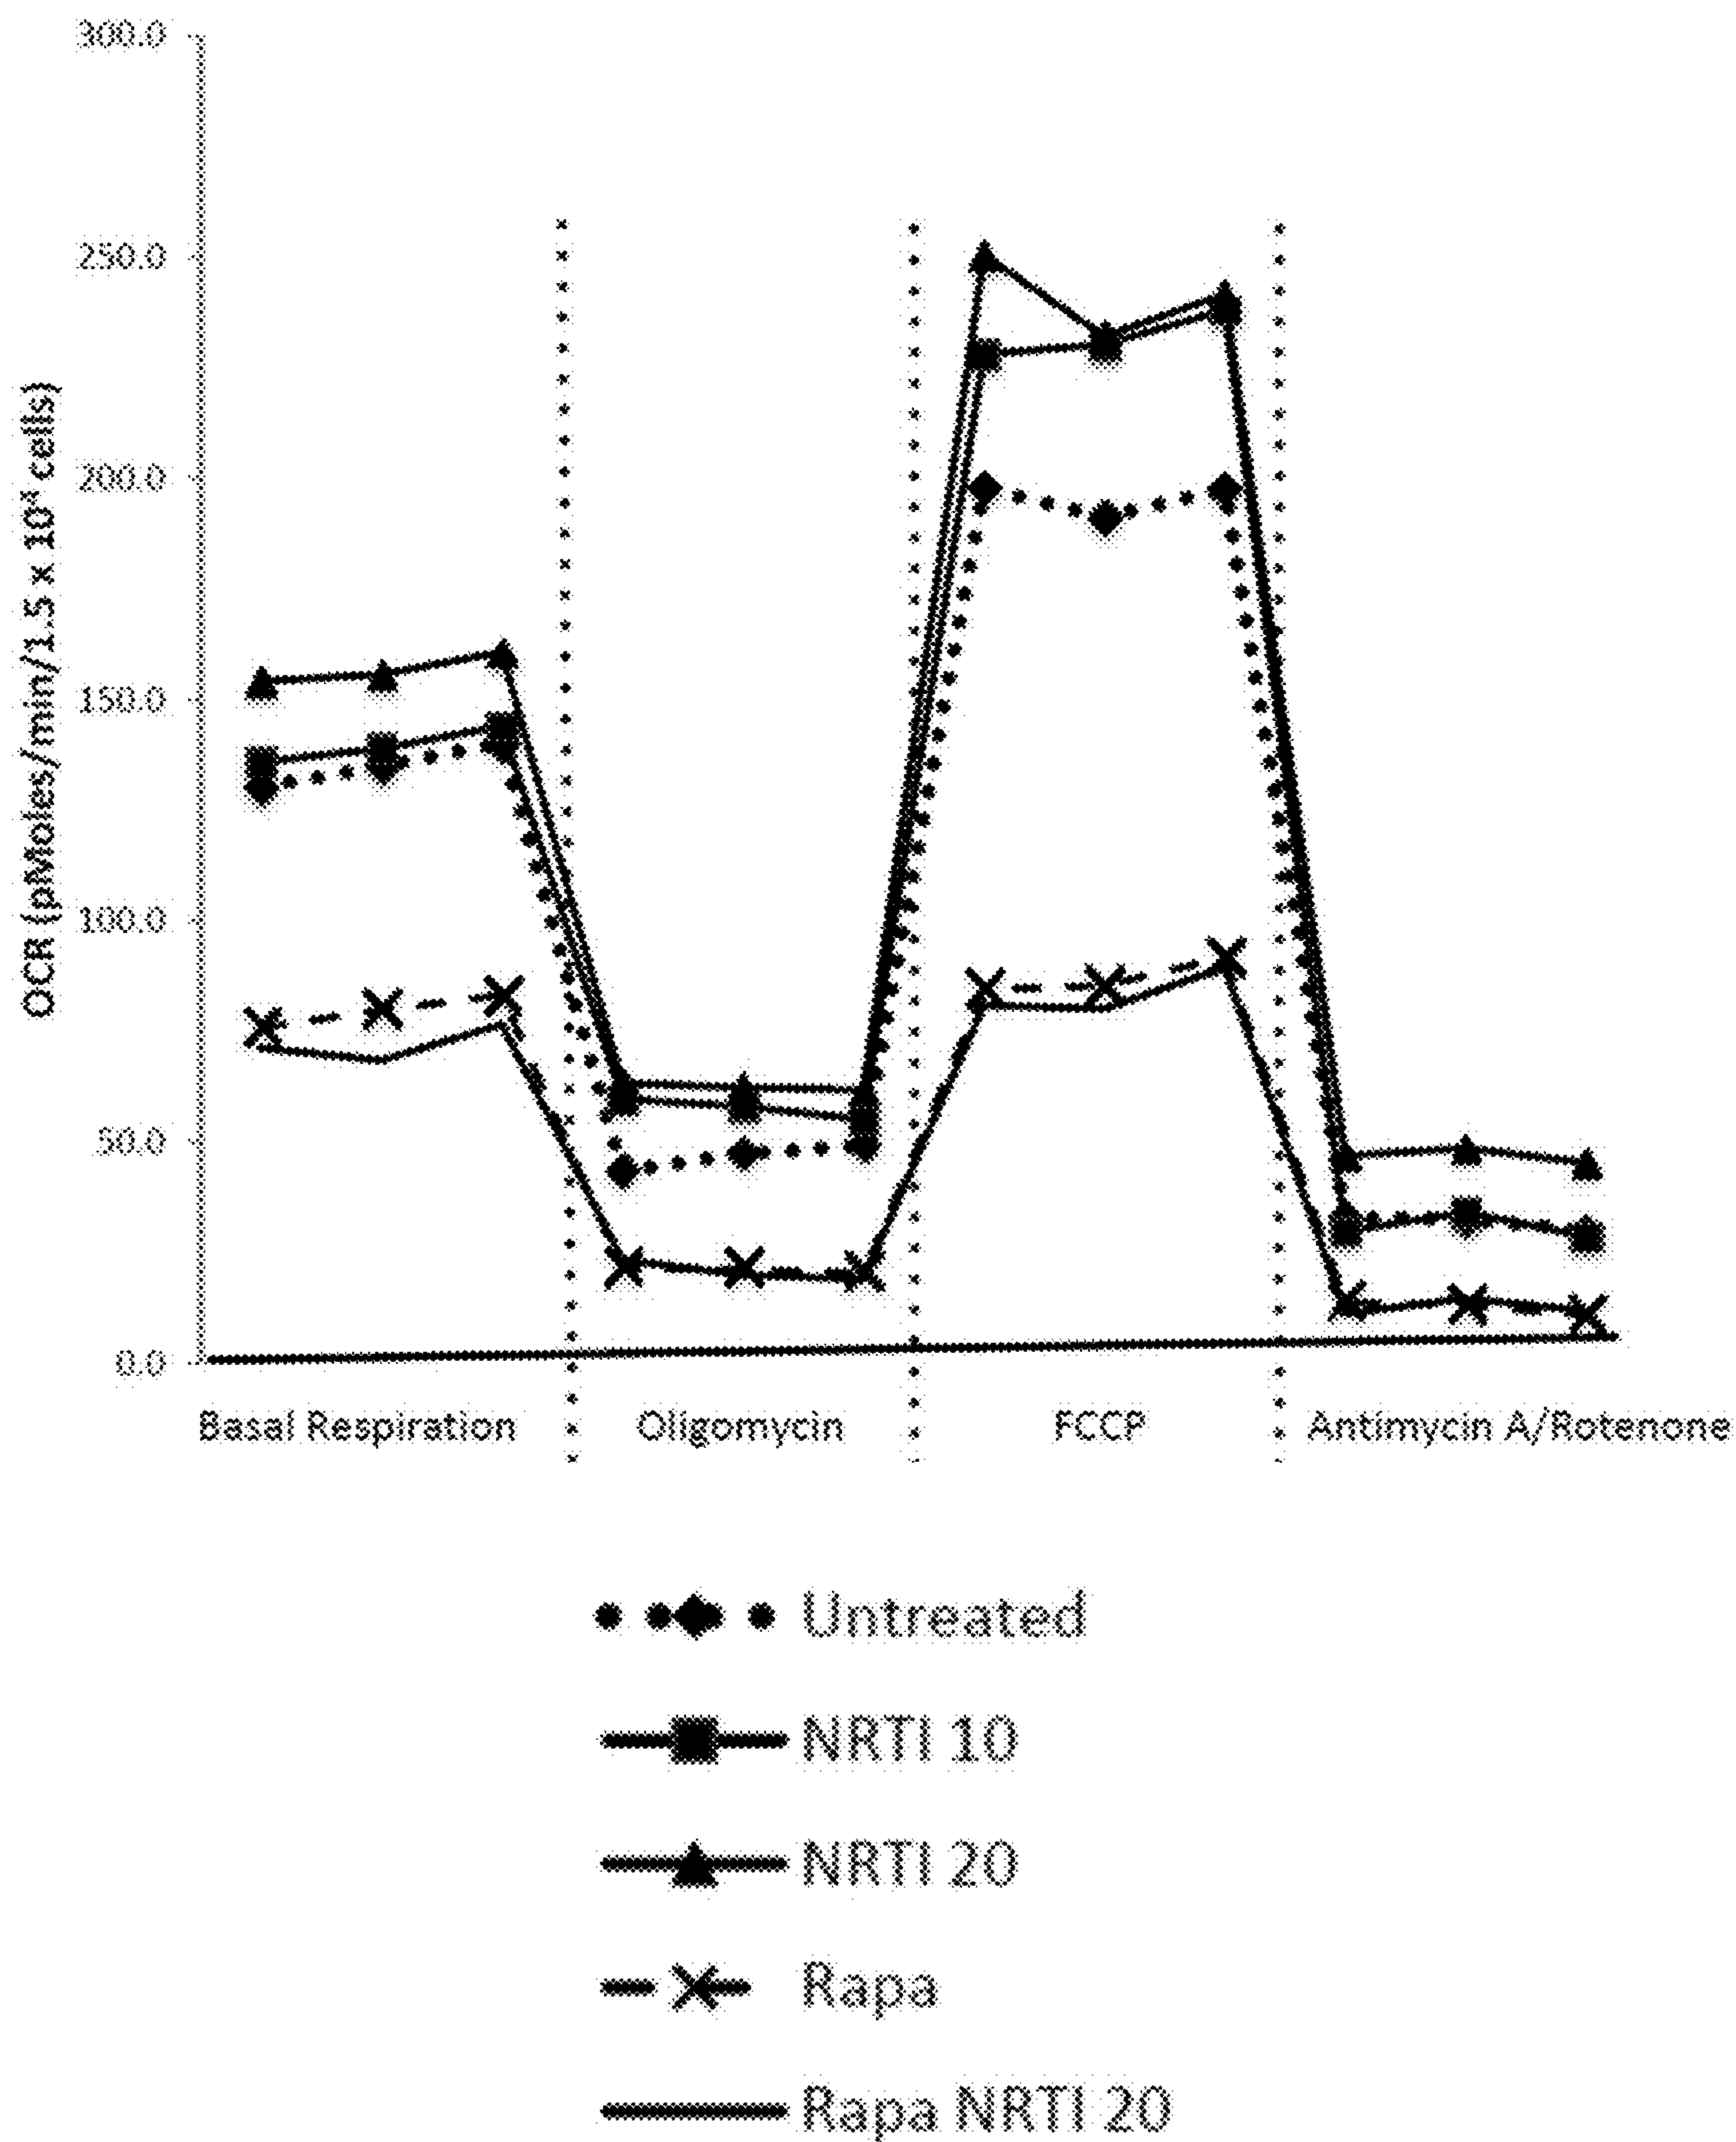 300.0
250.0
200.0
150.0
100.0
50.0
0.0
OCR (pMoles/min/1.5 x 10⁴ cells)
Basal Respiration
Oligomycin
FCCP
Antimycin A/Rotenone
Untreated
NRTI 10
NRTI 20
Rapa
Rapa NRTI 20